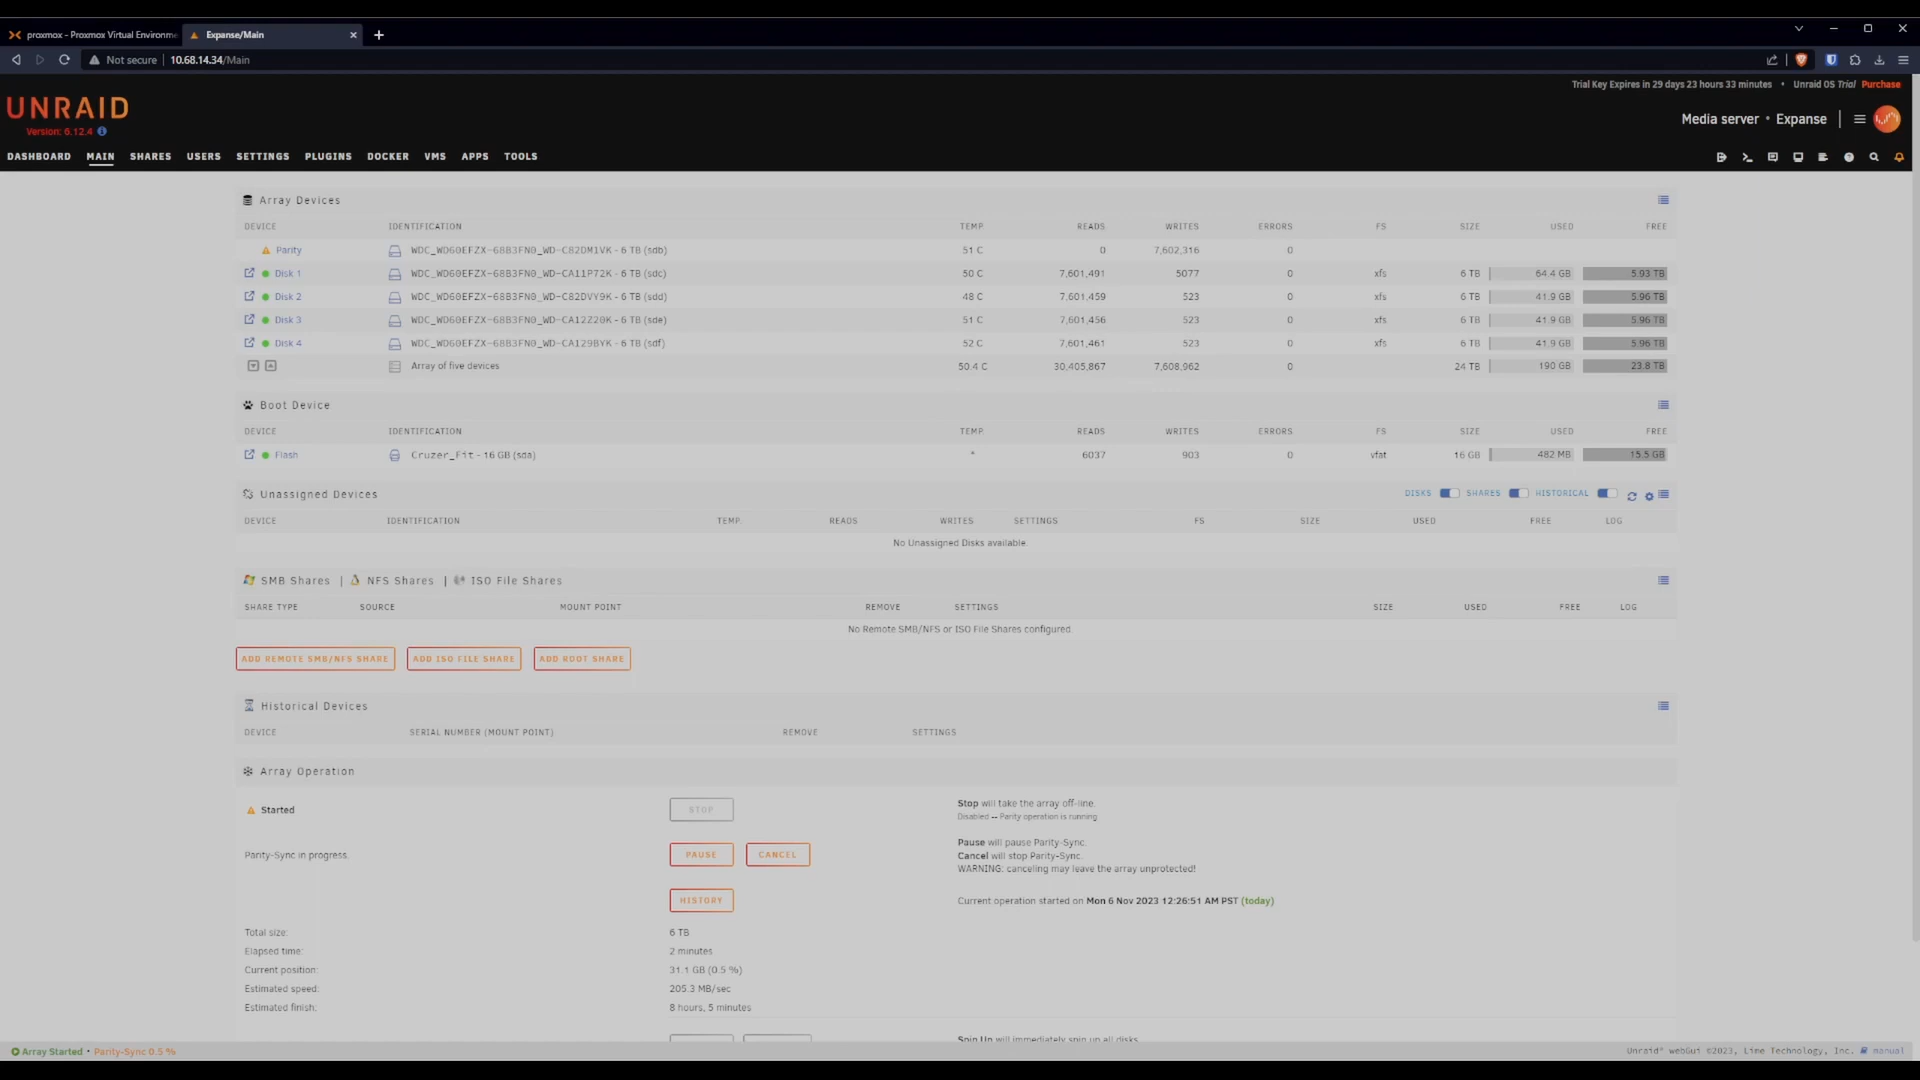 proxmox - Proxmox Virtual Environme
Expanse/Main
Not secure 10.68.14.34/Main
Trial Key Expires in 29 days 23 hours 33 minutes • Unraid OS Trial Purchase
UNRAID
Version: 6.12.4
Media server • Expanse
DASHBOARD MAIN SHARES USERS SETTINGS PLUGINS DOCKER VMS APPS TOOLS
Array Devices
DEVICE IDENTIFICATION TEMP. READS WRITES ERRORS FS SIZE USED FREE
Parity WDC_WD60EFZX-68B3FN0_WD-C82DM1VK - 6 TB (sdb) 51 C 0 7,602,316 0
Disk 1 WDC_WD60EFZX-68B3FN0_WD-CA11P72K - 6 TB (sdc) 50 C 7,601,491 5077 0 xfs 6 TB 64.4 GB 5.93 TB
Disk 2 WDC_WD60EFZX-68B3FN0_WD-C82DVY9K - 6 TB (sdd) 48 C 7,601,459 523 0 xfs 6 TB 41.9 GB 5.96 TB
Disk 3 WDC_WD60EFZX-68B3FN0_WD-CA12Z20K - 6 TB (sde) 51 C 7,601,456 523 0 xfs 6 TB 41.9 GB 5.96 TB
Disk 4 WDC_WD60EFZX-68B3FN0_WD-CA129BYK - 6 TB (sdf) 52 C 7,601,461 523 0 xfs 6 TB 41.9 GB 5.96 TB
Array of five devices 50.4 C 30,405,867 7,608,962 0 24 TB 190 GB 23.8 TB
Boot Device
DEVICE IDENTIFICATION TEMP. READS WRITES ERRORS FS SIZE USED FREE
Flash Cruzer_Fit - 16 GB (sda) * 6037 903 0 vfat 16 GB 482 MB 15.5 GB
Unassigned Devices DISKS SHARES HISTORICAL
DEVICE IDENTIFICATION TEMP. READS WRITES SETTINGS FS SIZE USED FREE LOG
No Unassigned Disks available.
SMB Shares | NFS Shares | ISO File Shares
SHARE TYPE SOURCE MOUNT POINT REMOVE SETTINGS SIZE USED FREE LOG
No Remote SMB/NFS or ISO File Shares configured.
ADD REMOTE SMB/NFS SHARE ADD ISO FILE SHARE ADD ROOT SHARE
Historical Devices
DEVICE SERIAL NUMBER (MOUNT POINT) REMOVE SETTINGS
Array Operation
Started STOP Stop will take the array off-line.
Disabled -- Parity operation is running
Parity-Sync in progress. PAUSE CANCEL Pause will pause Parity-Sync.
Cancel will stop Parity-Sync.
WARNING: canceling may leave the array unprotected!
HISTORY Current operation started on Mon 6 Nov 2023 12:26:51 AM PST (today)
Total size: 6 TB
Elapsed time: 2 minutes
Current position: 31.1 GB (0.5 %)
Estimated speed: 205.3 MB/sec
Estimated finish: 8 hours, 5 minutes
Spin Up will immediately spin up all disks.
Array Started • Parity-Sync 0.5 %
Unraid® webGui ©2023, Lime Technology, Inc. manual